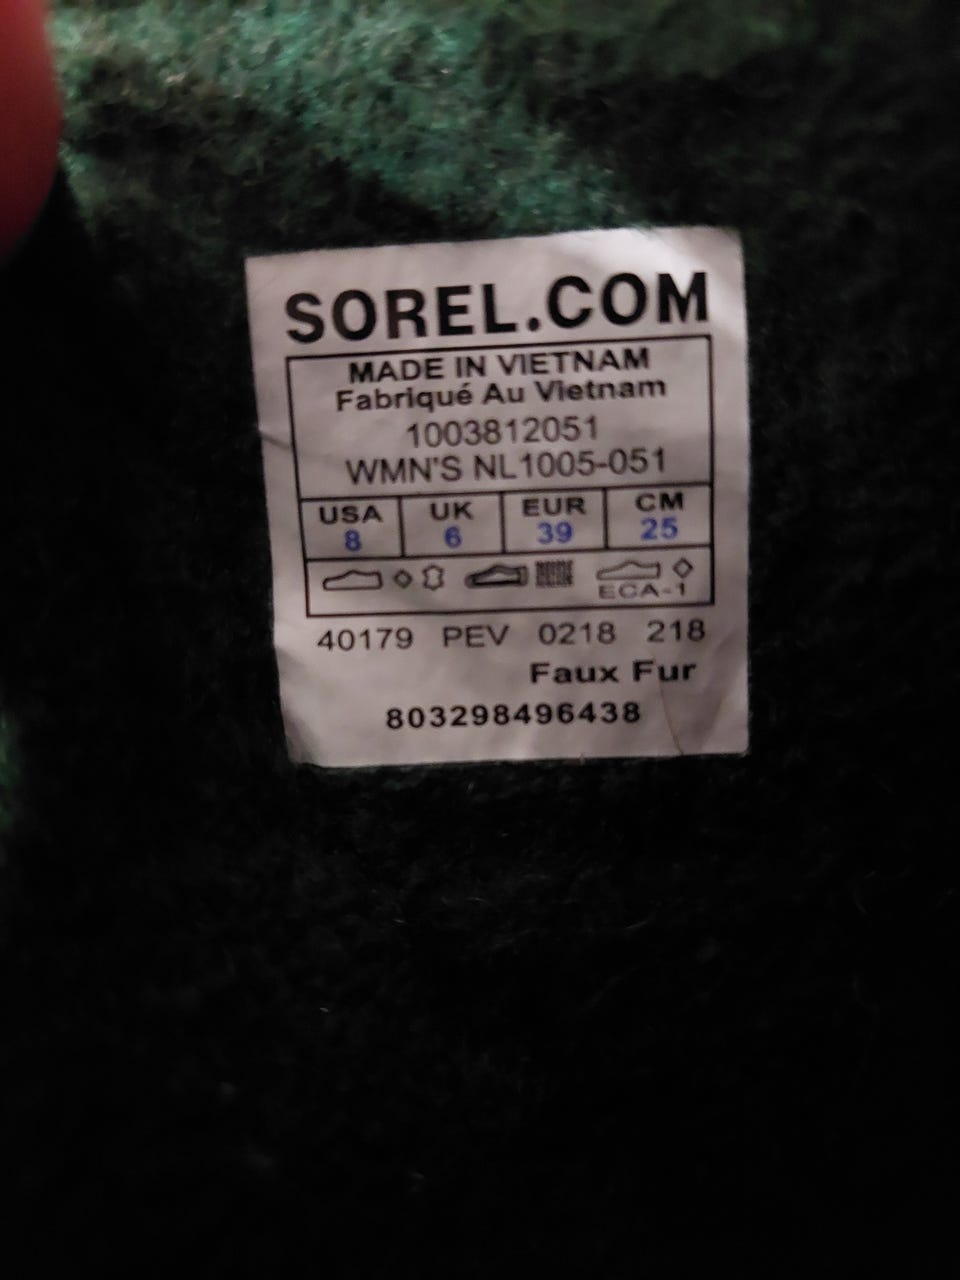 SOREL.COM
MADE IN VIETNAM
Fabriqué Au Vietnam
1003812051
WMN'S NL1005-051
USA UK EUR CM
8 6 39 25
ECA-1
40179 PEV 0218 218
Faux Fur
803298496438